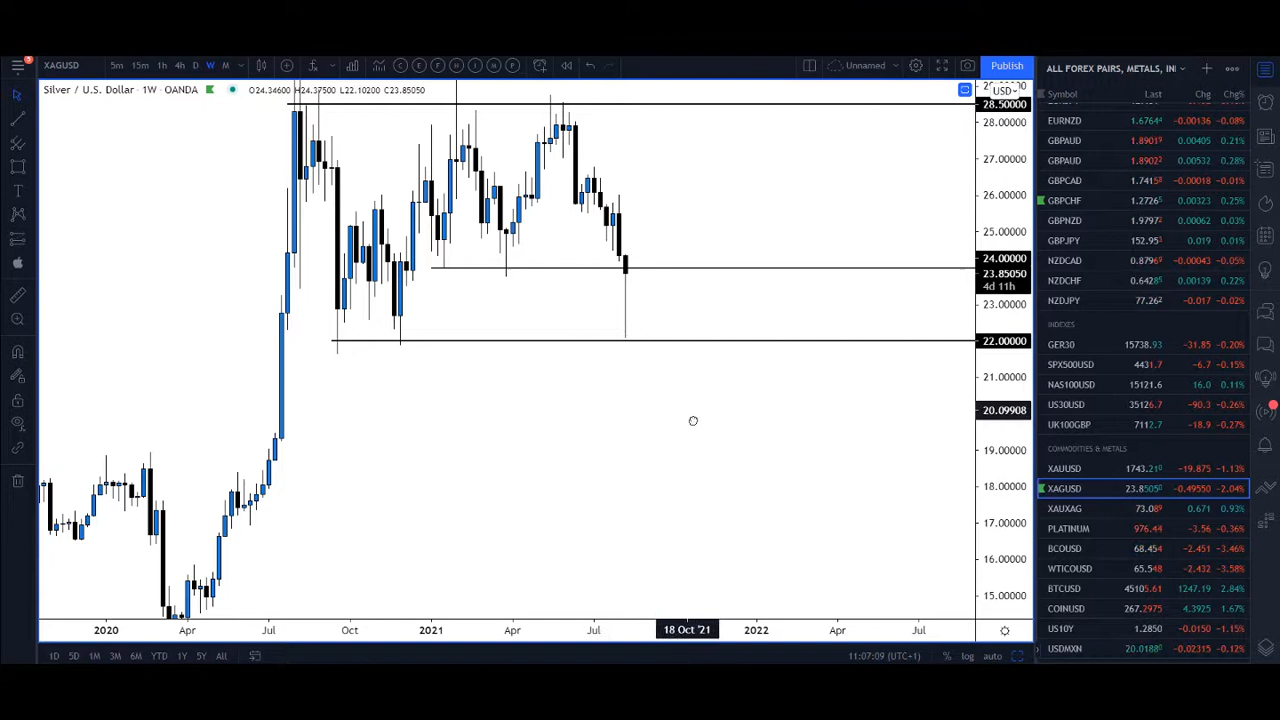 XAGUSD 5m 15m 1h 4h D W M Unnamed Publish
Silver / U.S. Dollar · 1W · OANDA O24.34600 H24.37500 L22.10200 C23.85050
USD
28.50000
28.00000
27.00000
26.00000
25.00000
24.00000
23.85050
4d 11h
23.00000
22.00000
21.00000
20.09908
19.00000
18.00000
17.00000
16.00000
15.00000
2020 Apr Jul Oct 2021 Apr Jul 18 Oct '21 2022 Apr Jul
1D 5D 1M 3M 6M YTD 1Y 5Y All 11:07:09 (UTC+1) % log auto
ALL FOREX PAIRS, METALS, INI
Symbol Last Chg Chg%
EURNZD 1.6764⁴ −0.00136 −0.08%
GBPAUD 1.8901⁹ 0.00405 0.21%
GBPAUD 1.8902² 0.00532 0.28%
GBPCAD 1.7415⁸ −0.00018 −0.01%
GBPCHF 1.2726⁵ 0.00323 0.25%
GBPNZD 1.9797² 0.00062 0.03%
GBPJPY 152.95³ 0.019 0.01%
NZDCAD 0.8796⁹ −0.00043 −0.05%
NZDCHF 0.6428⁵ 0.00139 0.22%
NZDJPY 77.26² −0.017 −0.02%
INDEXES
GER30 15738.93 −31.85 −0.20%
SPX500USD 4431.7 −6.7 −0.15%
NAS100USD 15121.6 16.0 0.11%
US30USD 35126.7 −90.3 −0.26%
UK100GBP 7112.7 −18.9 −0.27%
COMMODITIES & METALS
XAUUSD 1743.21⁰ −19.875 −1.13%
XAGUSD 23.8505⁰ −0.49550 −2.04%
XAUXAG 73.08⁹ 0.671 0.93%
PLATINUM 976.44 −3.56 −0.36%
BCOUSD 68.454 −2.451 −3.46%
WTICOUSD 65.548 −2.432 −3.58%
BTCUSD 45105.61 1247.19 2.84%
COINUSD 267.2975 4.3925 1.67%
US10Y 1.2850 −0.0150 −1.15%
USDMXN 20.0188⁰ −0.02315 −0.12%